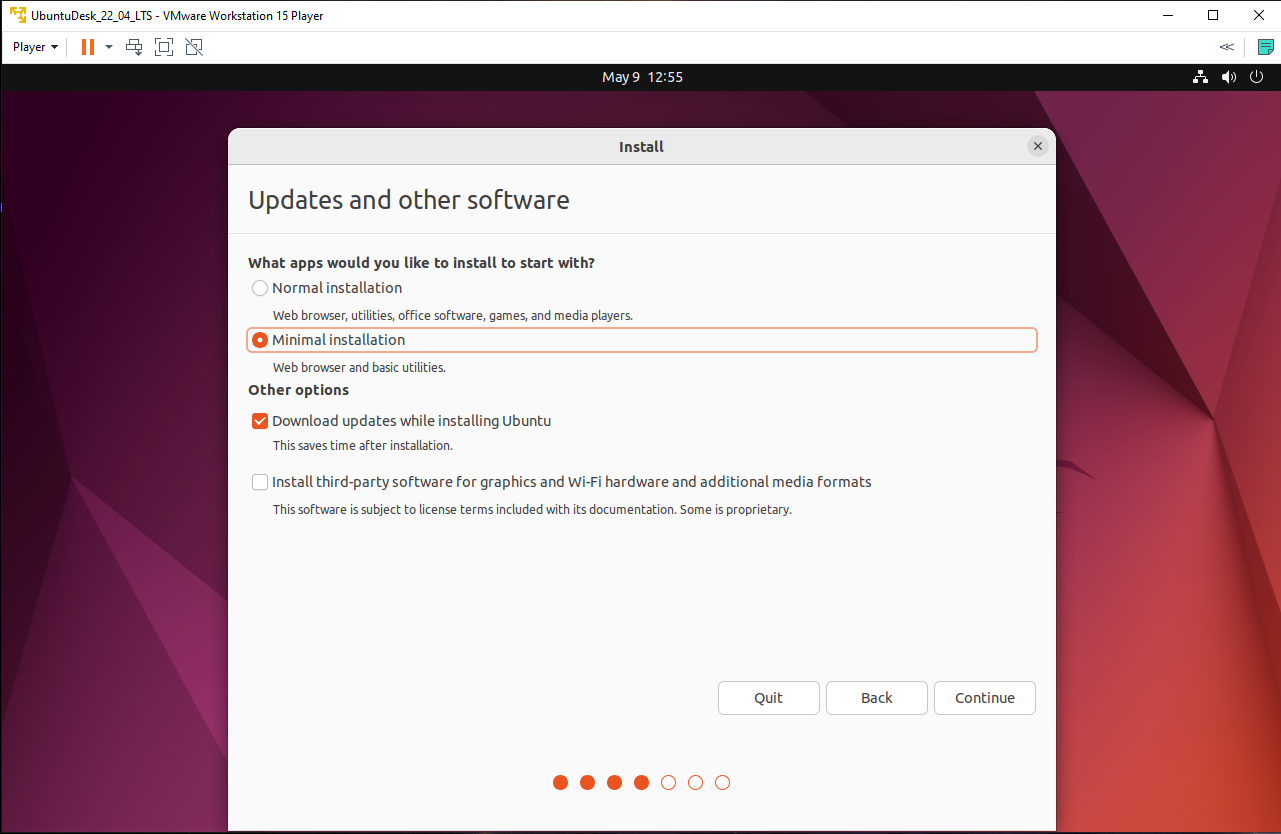 UbuntuDesk_22_04_LTS - VMware Workstation 15 Player
Player
May 9 12:55
Install
Updates and other software
What apps would you like to install to start with?
Normal installation
Web browser, utilities, office software, games, and media players.
Minimal installation
Web browser and basic utilities.
Other options
Download updates while installing Ubuntu
This saves time after installation.
Install third-party software for graphics and Wi-Fi hardware and additional media formats
This software is subject to license terms included with its documentation. Some is proprietary.
Quit Back Continue